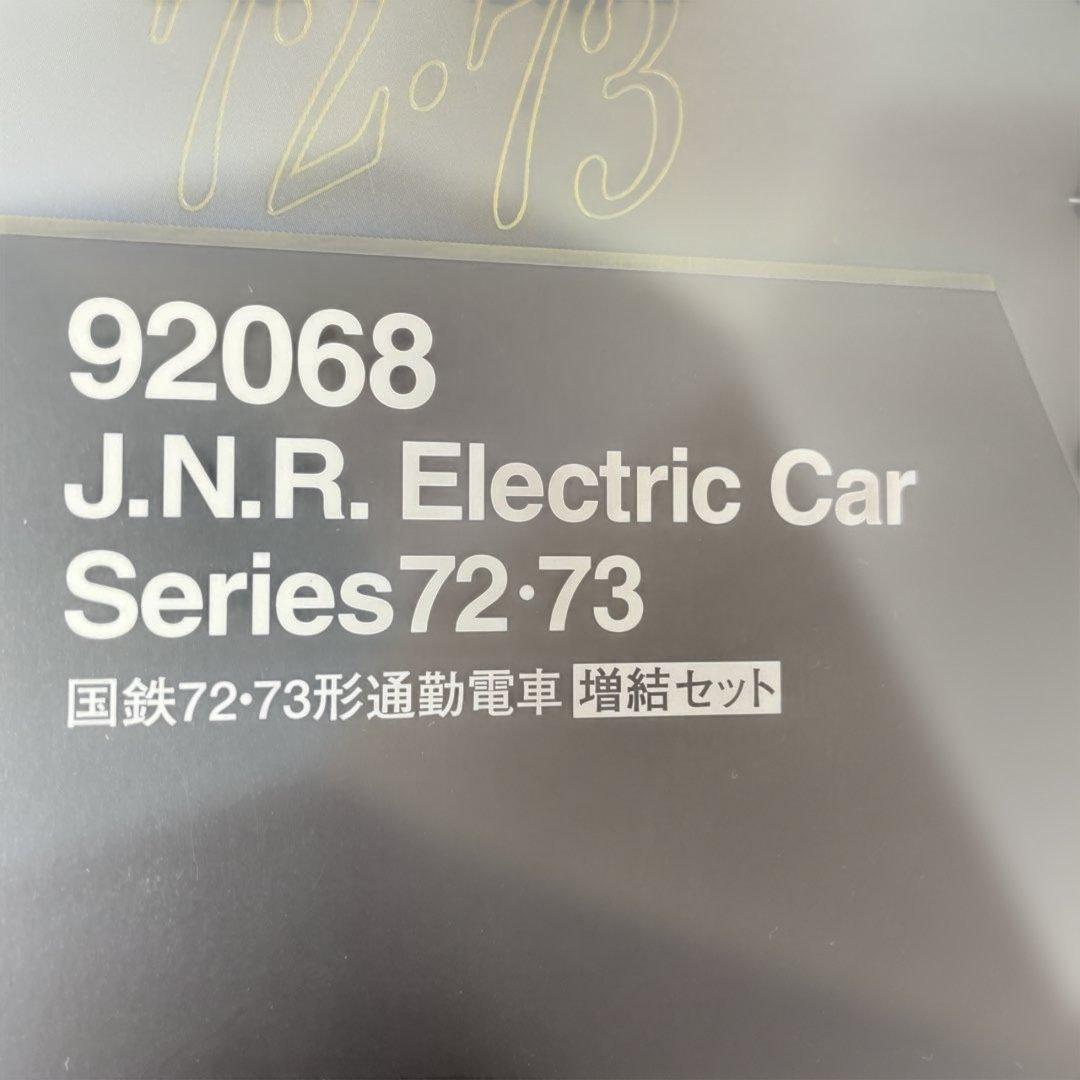 72・73
92068
J.N.R. Electric Car
Series72・73
国鉄72・73形通勤電車 増結セット